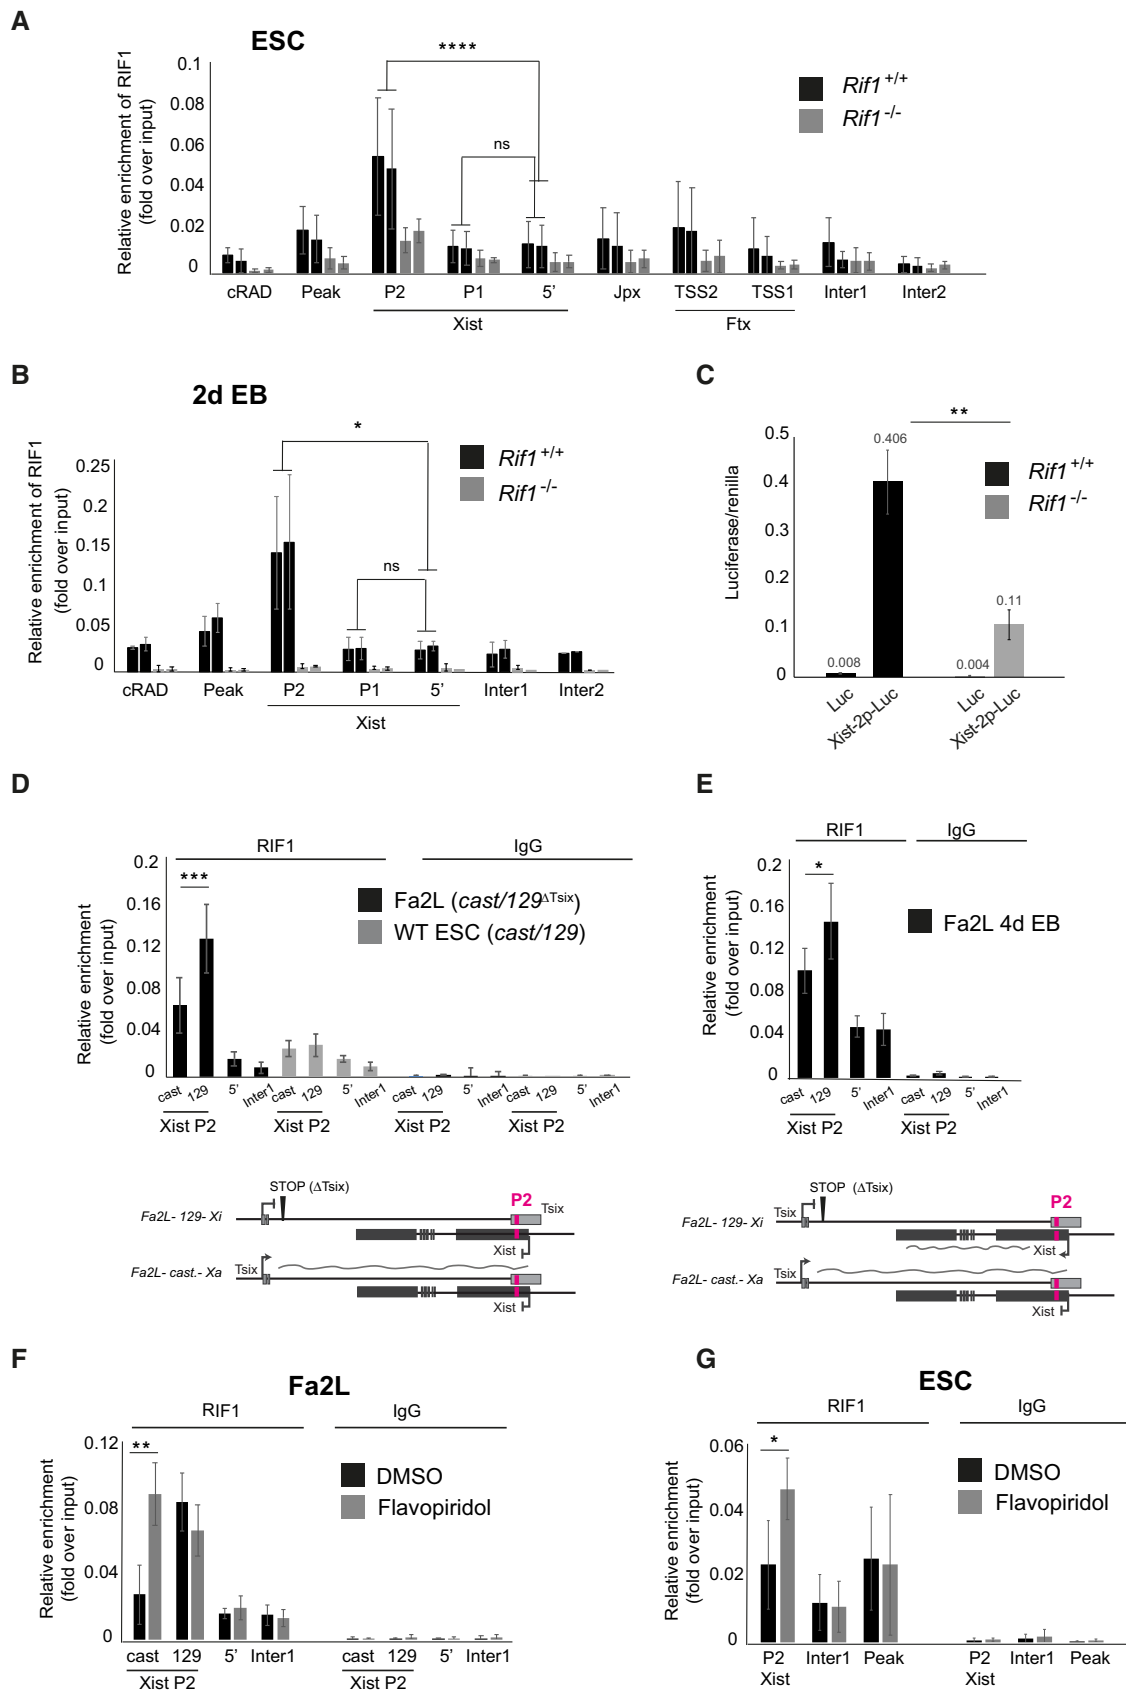 A
ESC
Relative enrichment of RIF1
(fold over input)
0.1
0.08
0.06
0.04
0.02
0
****
ns
Rif1 +/+
Rif1 -/-
cRAD Peak P2 P1 5' Jpx TSS2 TSS1 Inter1 Inter2
Xist Ftx
B
2d EB
Relative enrichment of RIF1
(fold over input)
0.25
0.2
0.15
0.1
0.05
0
*
ns
Rif1 +/+
Rif1 -/-
cRAD Peak P2 P1 5' Inter1 Inter2
Xist
C
Luciferase/renilla
0.5
0.4
0.3
0.2
0.1
0
**
0.406
0.008
0.004
0.11
Rif1 +/+
Rif1 -/-
Luc Xist-2p-Luc Luc Xist-2p-Luc
D
RIF1 IgG
Relative enrichment
(fold over input)
0.2
0.16
0.12
0.08
0.04
0
***
Fa2L (cast/129ΔTsix)
WT ESC (cast/129)
cast 129 5' Inter1 cast 129 5' Inter1 cast 129 5' Inter1 cast 129 5' Inter1
Xist P2 Xist P2 Xist P2 Xist P2
STOP (ΔTsix)
P2
Tsix
Fa2L- 129- Xi
Xist
Tsix
Fa2L- cast.- Xa
Xist
E
RIF1 IgG
Relative enrichment
(fold over input)
0.2
0.16
0.12
0.08
0.04
0
*
Fa2L 4d EB
cast 129 5' Inter1 cast 129 5' Inter1
Xist P2 Xist P2
STOP (ΔTsix)
P2
Tsix
Fa2L- 129- Xi
Xist
Tsix
Fa2L- cast.- Xa
Xist
F
Fa2L
RIF1 IgG
Relative enrichment
(fold over input)
0.12
0.08
0.04
0
**
DMSO
Flavopiridol
cast 129 5' Inter1 cast 129 5' Inter1
Xist P2 Xist P2
G
ESC
RIF1 IgG
Relative enrichment
(fold over input)
0.06
0.04
0.02
0
*
DMSO
Flavopiridol
P2 Inter1 Peak P2 Inter1 Peak
Xist Xist